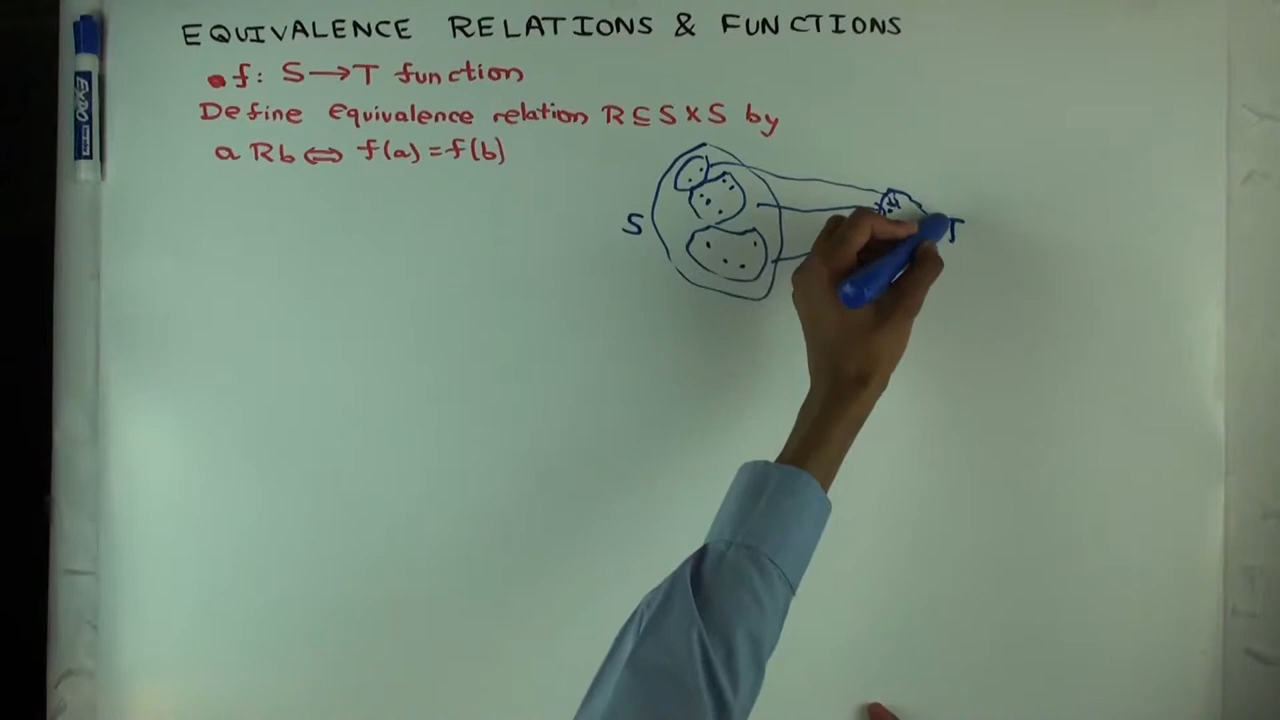 EQUIVALENCE RELATIONS & FUNCTIONS
• f: S→T function
Define equivalence relation R⊆S×S by
a R b ⇔ f(a) = f(b)
S
T
EXPO